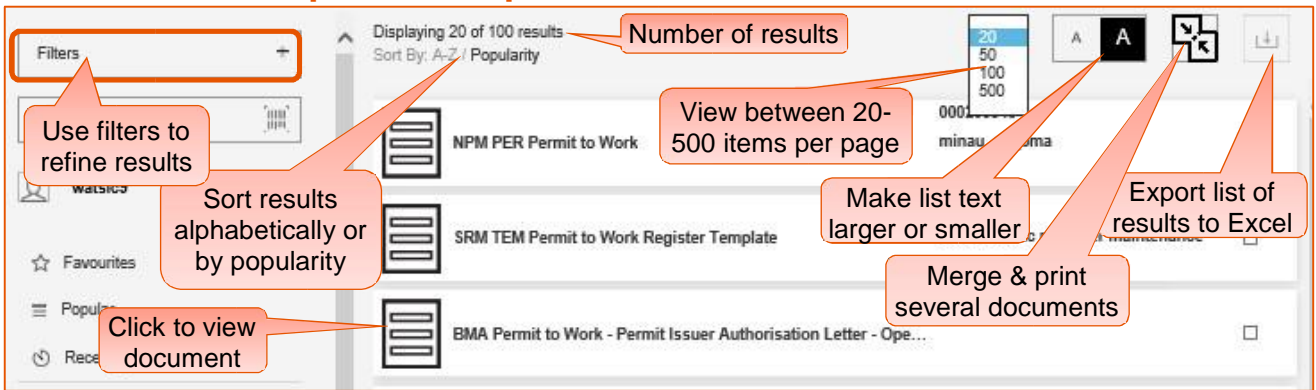 Displaying 20 of 100 results
Sort By: A-Z / Popularity
Number of results
20
50
100
500
A
A
Filters
+
Use filters to
refine results
View between 20-
500 items per page
NPM PER Permit to Work
minau
Make list text
larger or smaller
Export list of
results to Excel
watsic9
Sort results
alphabetically or
by popularity
SRM TEM Permit to Work Register Template
maintenance
Favourites
Merge & print
several documents
Click to view
document
BMA Permit to Work - Permit Issuer Authorisation Letter - Ope...